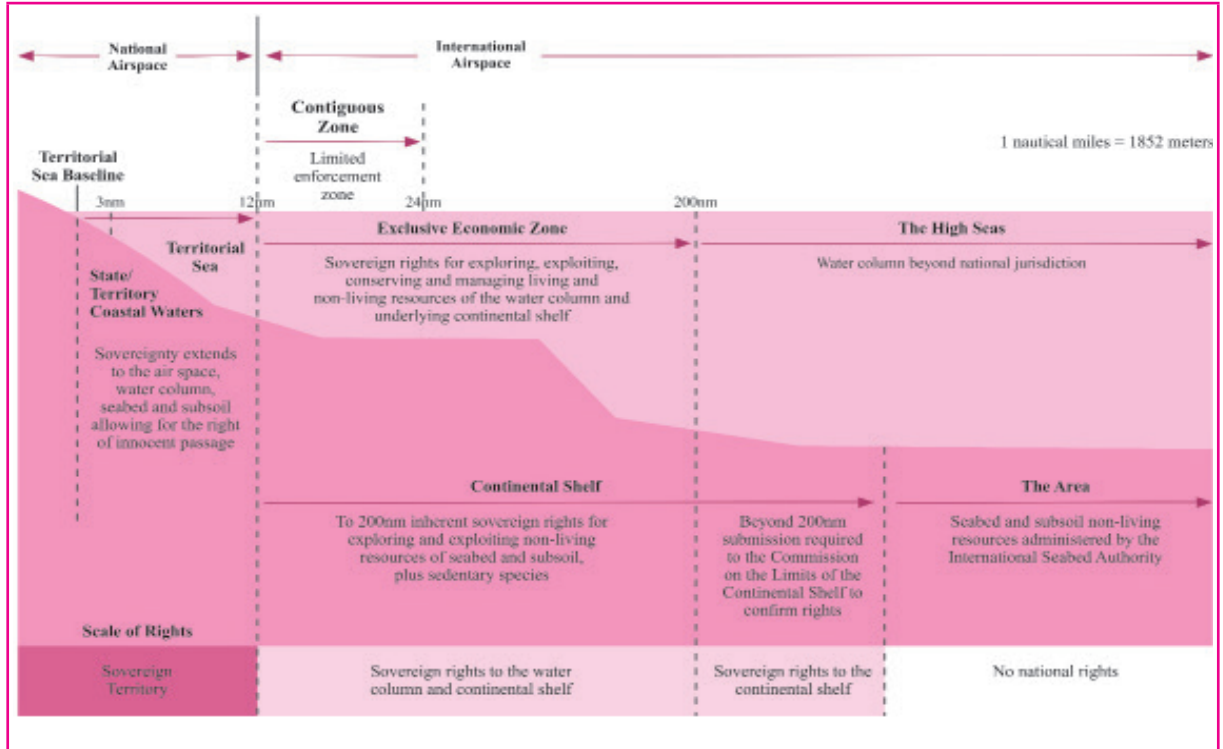 National
Airspace
International
Airspace
Contiguous
Zone
Limited
enforcement
zone
1 nautical miles = 1852 meters
Territorial
Sea Baseline
3nm
12nm
24nm
200nm
Territorial
Sea
State/
Territory
Coastal Waters
Sovereignty extends
to the air space,
water column,
seabed and subsoil
allowing for the right
of innocent passage
Exclusive Economic Zone
Sovereign rights for exploring, exploiting,
conserving and managing living and
non-living resources of the water column and
underlying continental shelf
The High Seas
Water column beyond national jurisdiction
Continental Shelf
To 200nm inherent sovereign rights for
exploring and exploiting non-living
resources of seabed and subsoil,
plus sedentary species
Beyond 200nm
submission required
to the Commission
on the Limits of the
Continental Shelf to
confirm rights
The Area
Seabed and subsoil non-living
resources administered by the
International Seabed Authority
Scale of Rights
Sovereign
Territory
Sovereign rights to the water
column and continental shelf
Sovereign rights to the
continental shelf
No national rights